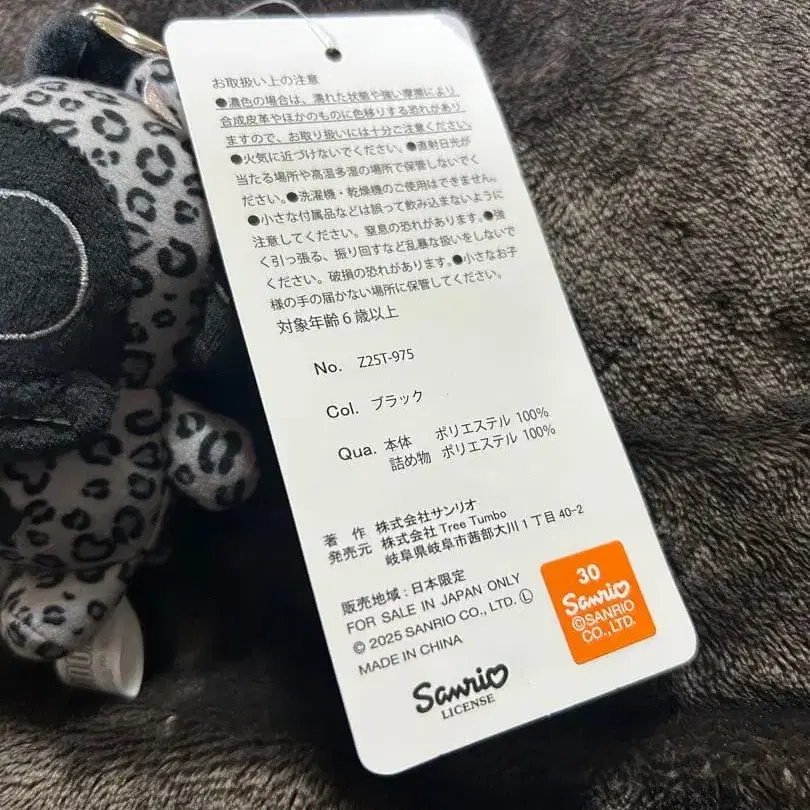 お取扱い上の注意
●濃色の場合は、濡れた状態や強い摩擦により
合成皮革やほかのものに色移りする恐れがあり
ますので、お取り扱いには十分ご注意ください。
●火気に近づけないでください。●直射日光が
当たる場所や高温多湿の場所で保管しないでく
ださい。●洗濯機・乾燥機のご使用はできません。
●小さな付属品などは誤って飲み込まないように
注意してください。窒息の恐れがあります。●強
く引っ張る、振り回すなど乱暴な扱いをしないで
ください。破損の恐れがあります。●小さなお子
様の手の届かない場所に保管してください。
対象年齢6歳以上
No. Z25T-975
Col. ブラック
Qua. 本体 ポリエステル 100%
詰め物 ポリエステル 100%
著 作 株式会社サンリオ
発売元 株式会社 Tree Tumbo
岐阜県岐阜市茜部大川1丁目40-2
販売地域:日本限定
FOR SALE IN JAPAN ONLY
© 2025 SANRIO CO., LTD. Ⓛ
MADE IN CHINA
Sanrio
LICENSE
30
Sanrio
©SANRIO
CO., LTD.